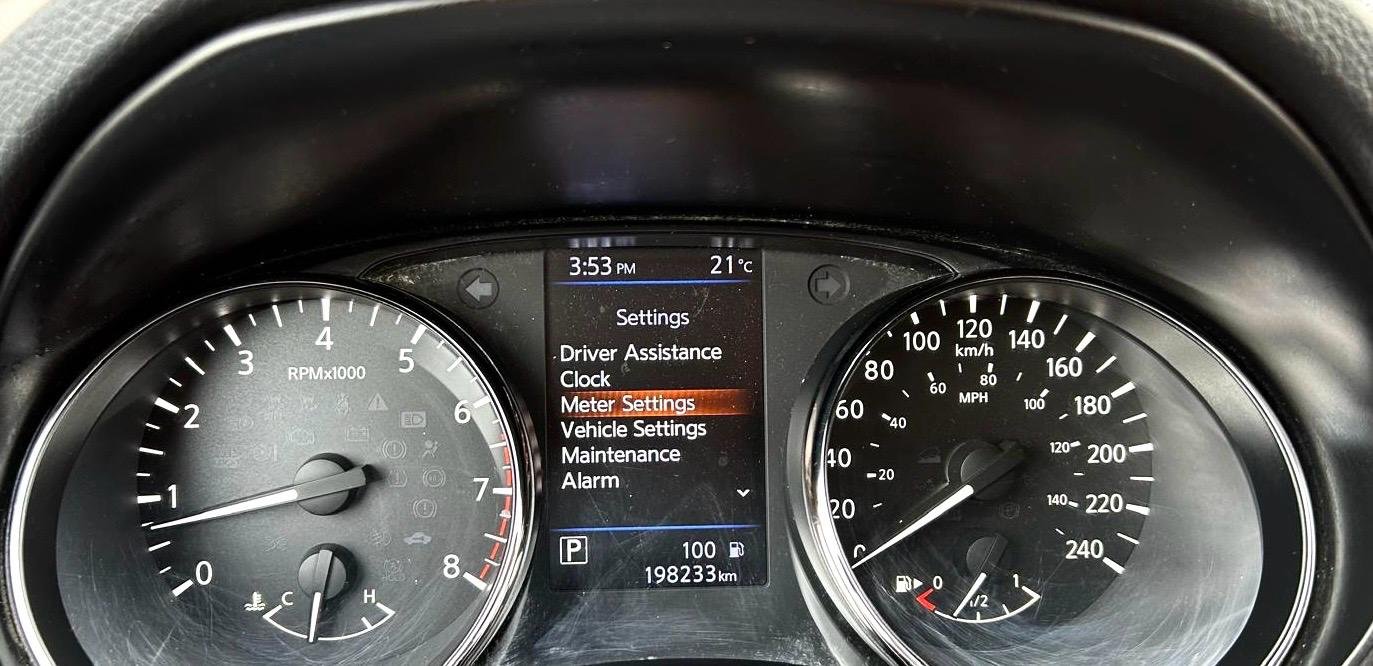 3:53 PM 21°C
Settings
Driver Assistance
Clock
Meter Settings
Vehicle Settings
Maintenance
Alarm
P 100
198233km
0
1
2
3
4
5
6
7
8
RPMx1000
C H
0
20
40
60
80
100
120
140
160
180
200
220
240
km/h
20
40
60
80
100
120
140
MPH
0 1/2 1